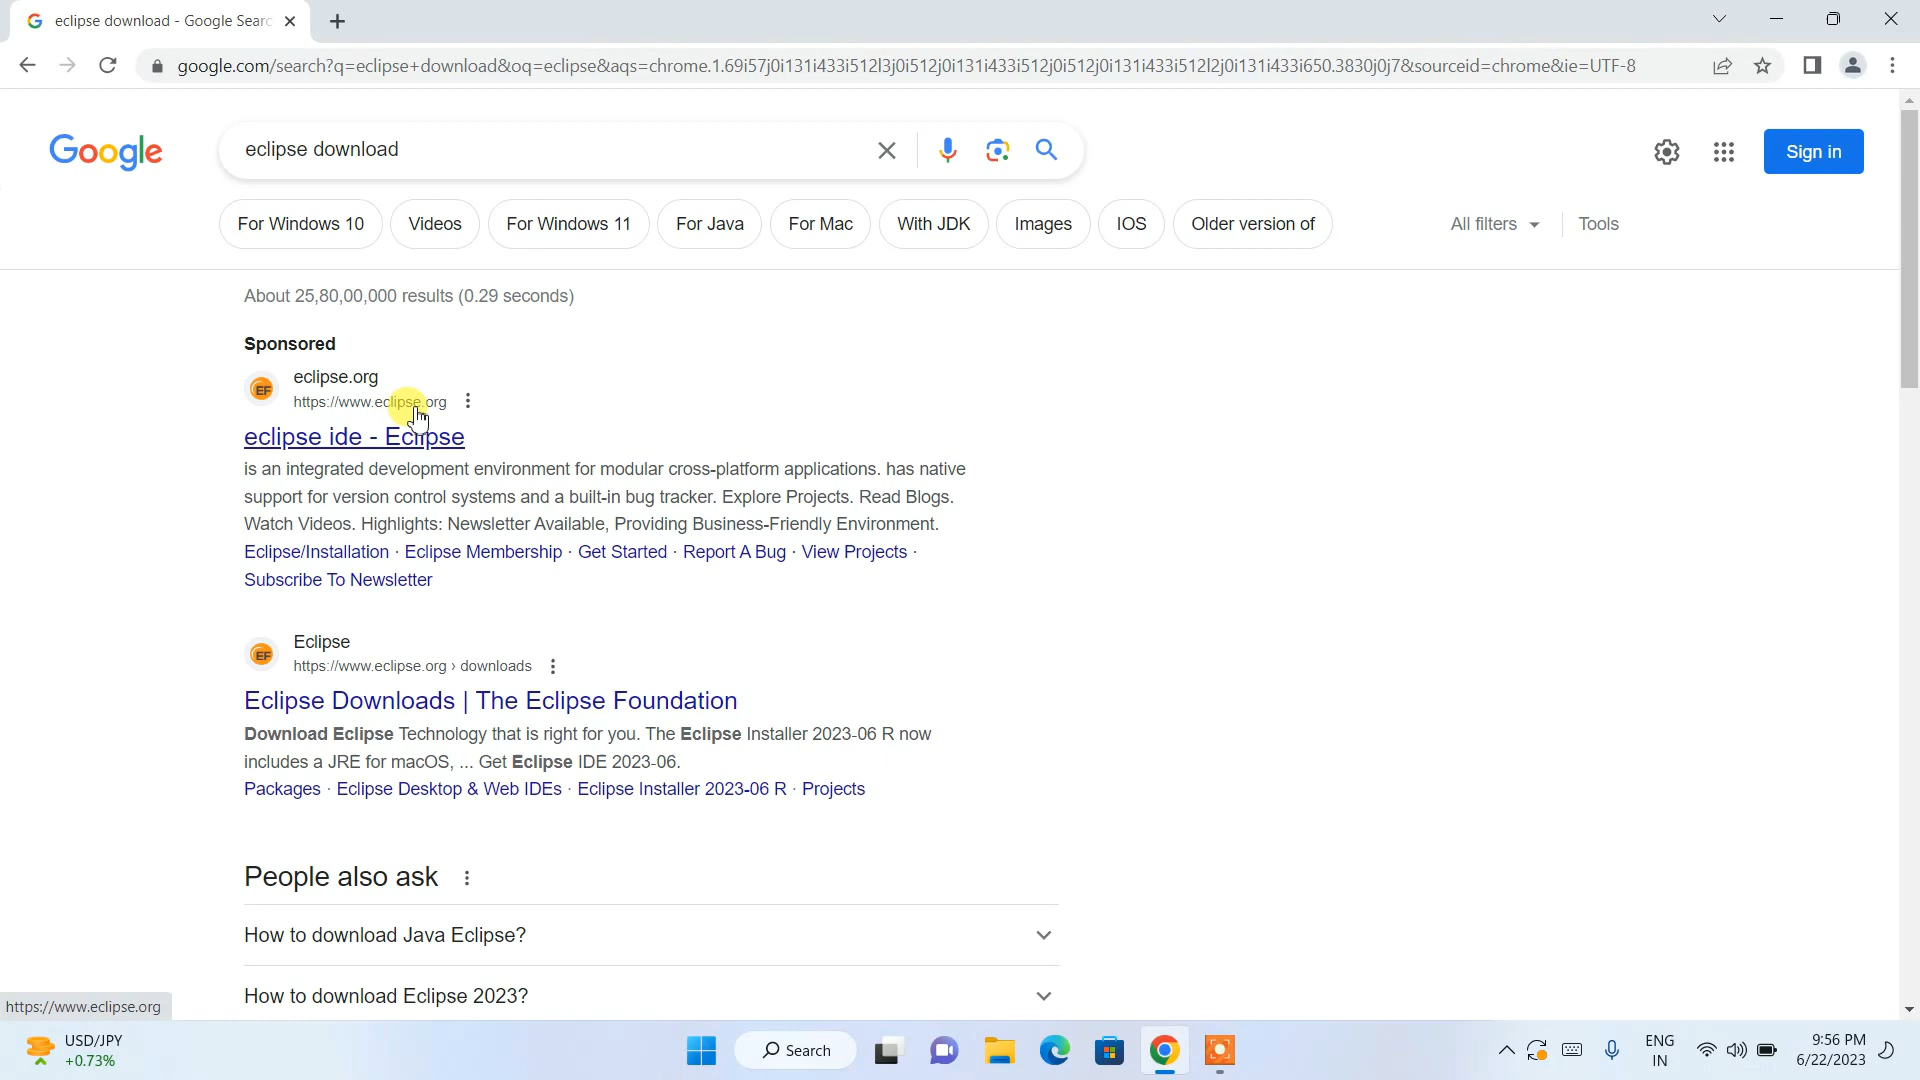 eclipse download - Google Searc
google.com/search?q=eclipse+download&oq=eclipse&aqs=chrome.1.69i57j0i131i433i512l3j0i512j0i131i433i512j0i512j0i131i433i512l2j0i131i433i650.3830j0j7&sourceid=chrome&ie=UTF-8
Google
eclipse download
Sign in
For Windows 10
Videos
For Windows 11
For Java
For Mac
With JDK
Images
IOS
Older version of
All filters
Tools
About 25,80,00,000 results (0.29 seconds)
Sponsored
EF
eclipse.org
https://www.eclipse.org
eclipse ide - Eclipse
is an integrated development environment for modular cross-platform applications. has native
support for version control systems and a built-in bug tracker. Explore Projects. Read Blogs.
Watch Videos. Highlights: Newsletter Available, Providing Business-Friendly Environment.
Eclipse/Installation · Eclipse Membership · Get Started · Report A Bug · View Projects ·
Subscribe To Newsletter
EF
Eclipse
https://www.eclipse.org › downloads
Eclipse Downloads | The Eclipse Foundation
Download Eclipse Technology that is right for you. The Eclipse Installer 2023-06 R now
includes a JRE for macOS, ... Get Eclipse IDE 2023-06.
Packages · Eclipse Desktop & Web IDEs · Eclipse Installer 2023-06 R · Projects
People also ask
How to download Java Eclipse?
How to download Eclipse 2023?
https://www.eclipse.org
USD/JPY
+0.73%
Search
ENG
IN
9:56 PM
6/22/2023